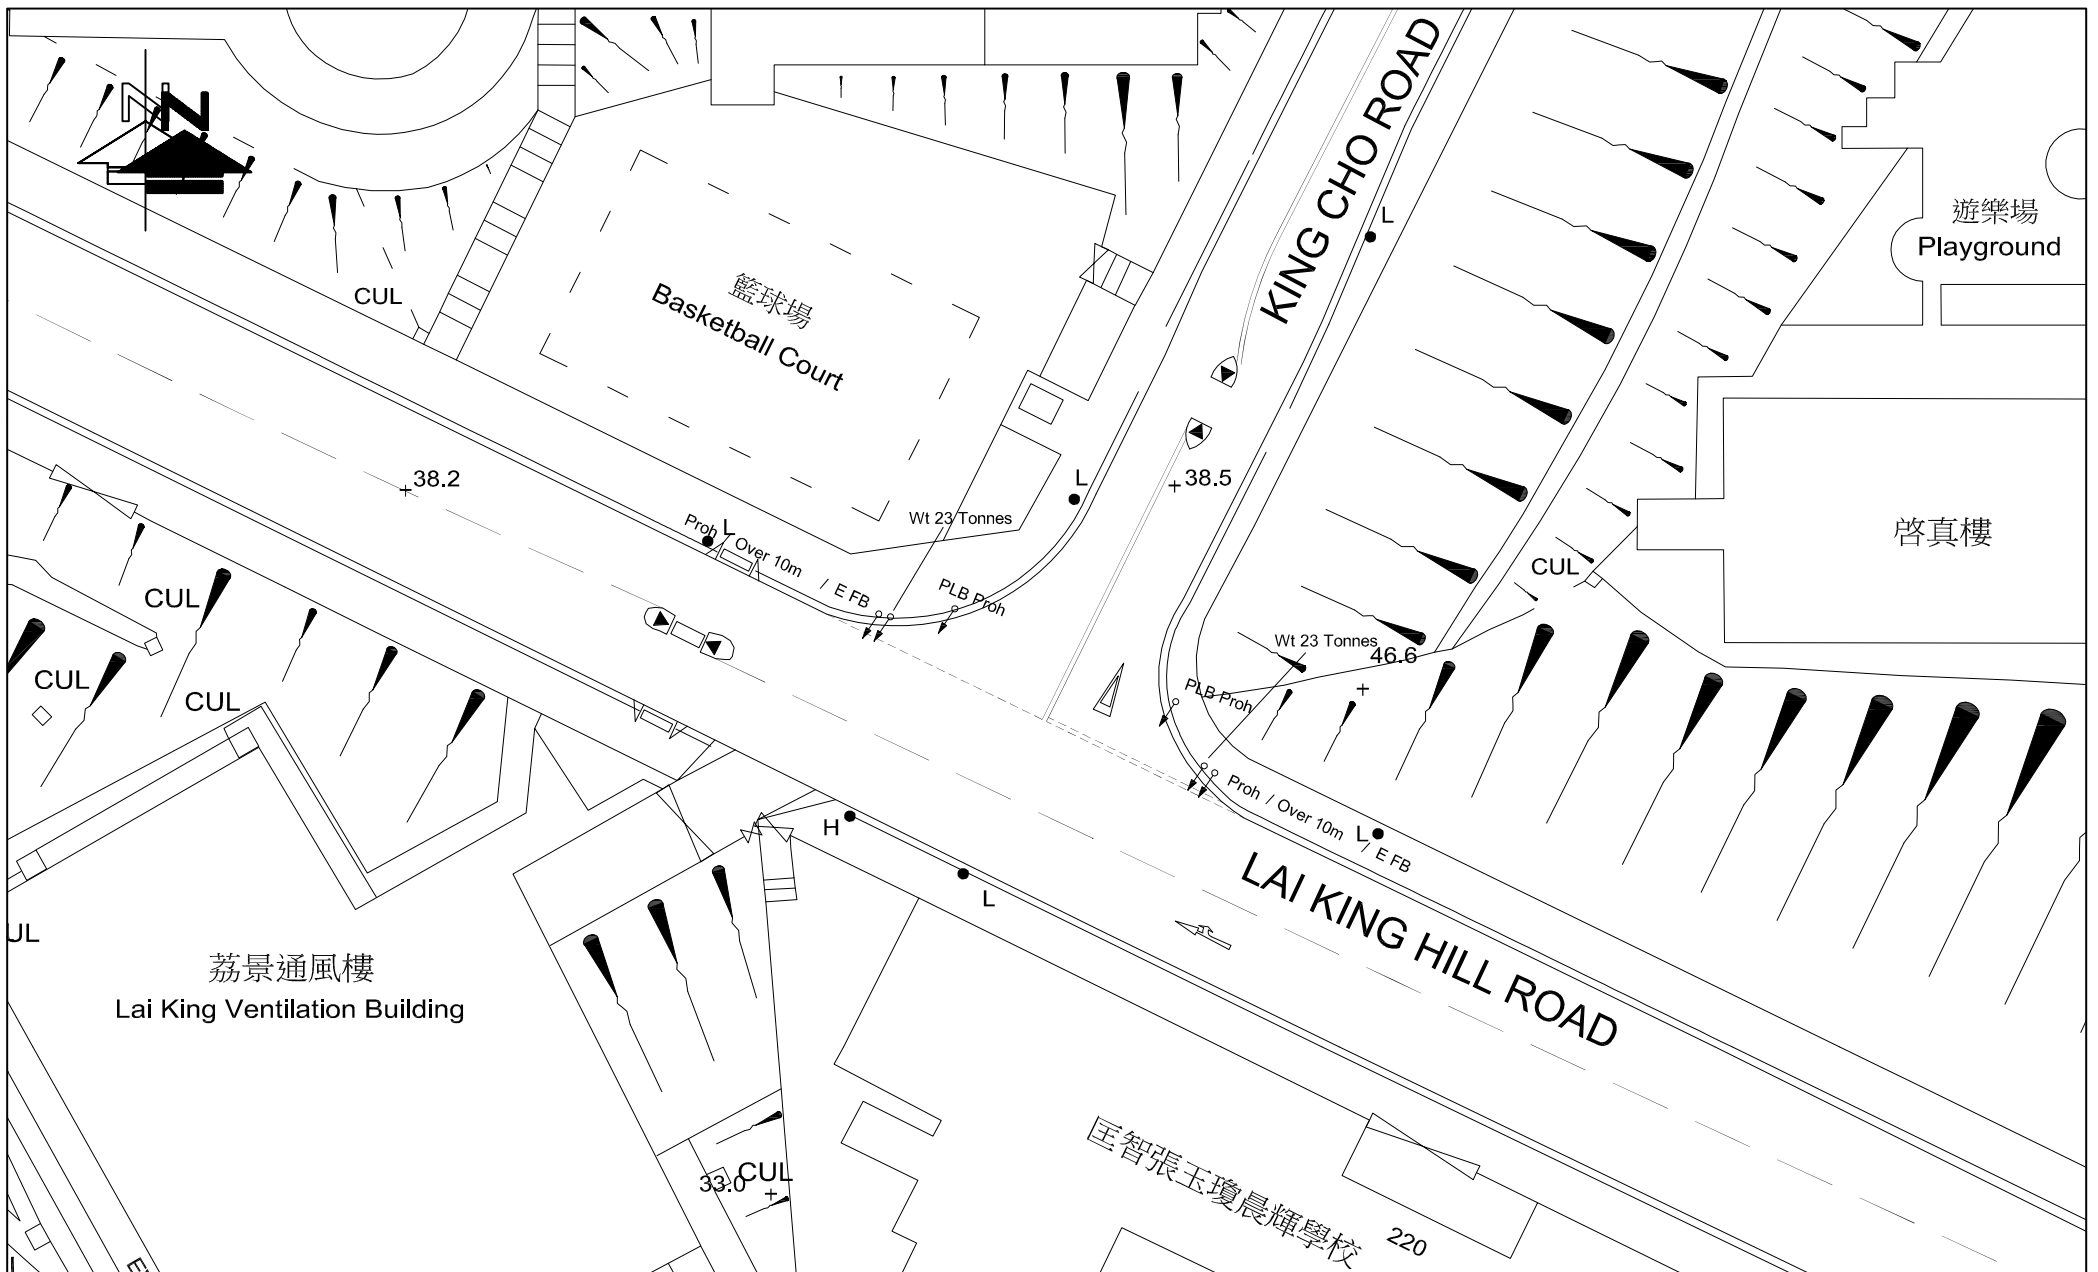 N
KING CHO ROAD
L
遊樂場
Playground
CUL
籃球場
Basketball Court
38.2
L
38.5
Wt 23 Tonnes
L
Proh / Over 10m / E FB
PLB Proh
啓真樓
CUL
CUL
Wt 23 Tonnes
46.6
CUL
CUL
PLB Proh
Proh / Over 10m / E FB
L
H
L
LAI KING HILL ROAD
UL
荔景通風樓
Lai King Ventilation Building
匡智張玉瓊晨輝學校
220
CUL
33.0